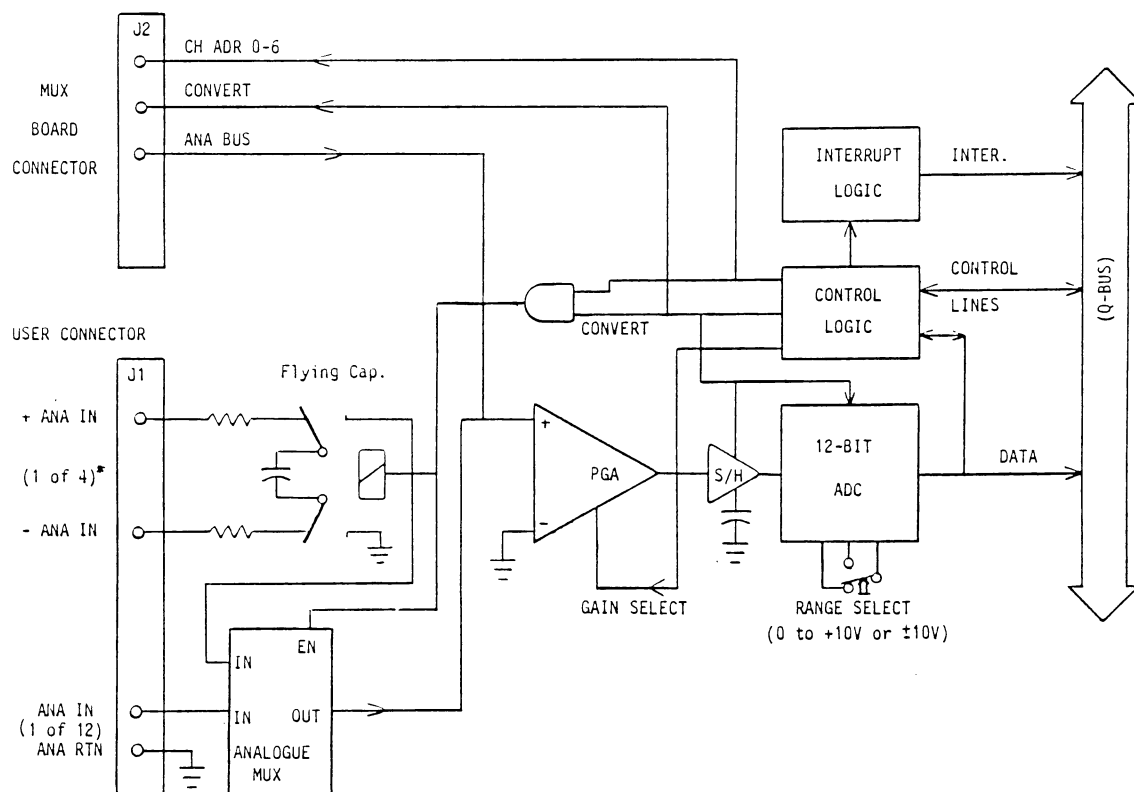 J2
CH ADR 0-6
CONVERT
ANA BUS
MUX
BOARD
CONNECTOR
INTERRUPT
LOGIC
INTER.
CONTROL
LOGIC
CONTROL
LINES
(Q-BUS)
CONVERT
USER CONNECTOR
J1
Flying Cap.
+ ANA IN
(1 of 4)*
- ANA IN
+
-
PGA
S/H
12-BIT
ADC
DATA
GAIN SELECT
RANGE SELECT
(0 to +10V or ±10V)
EN
IN
IN
OUT
ANALOGUE
MUX
ANA IN
(1 of 12)
ANA RTN